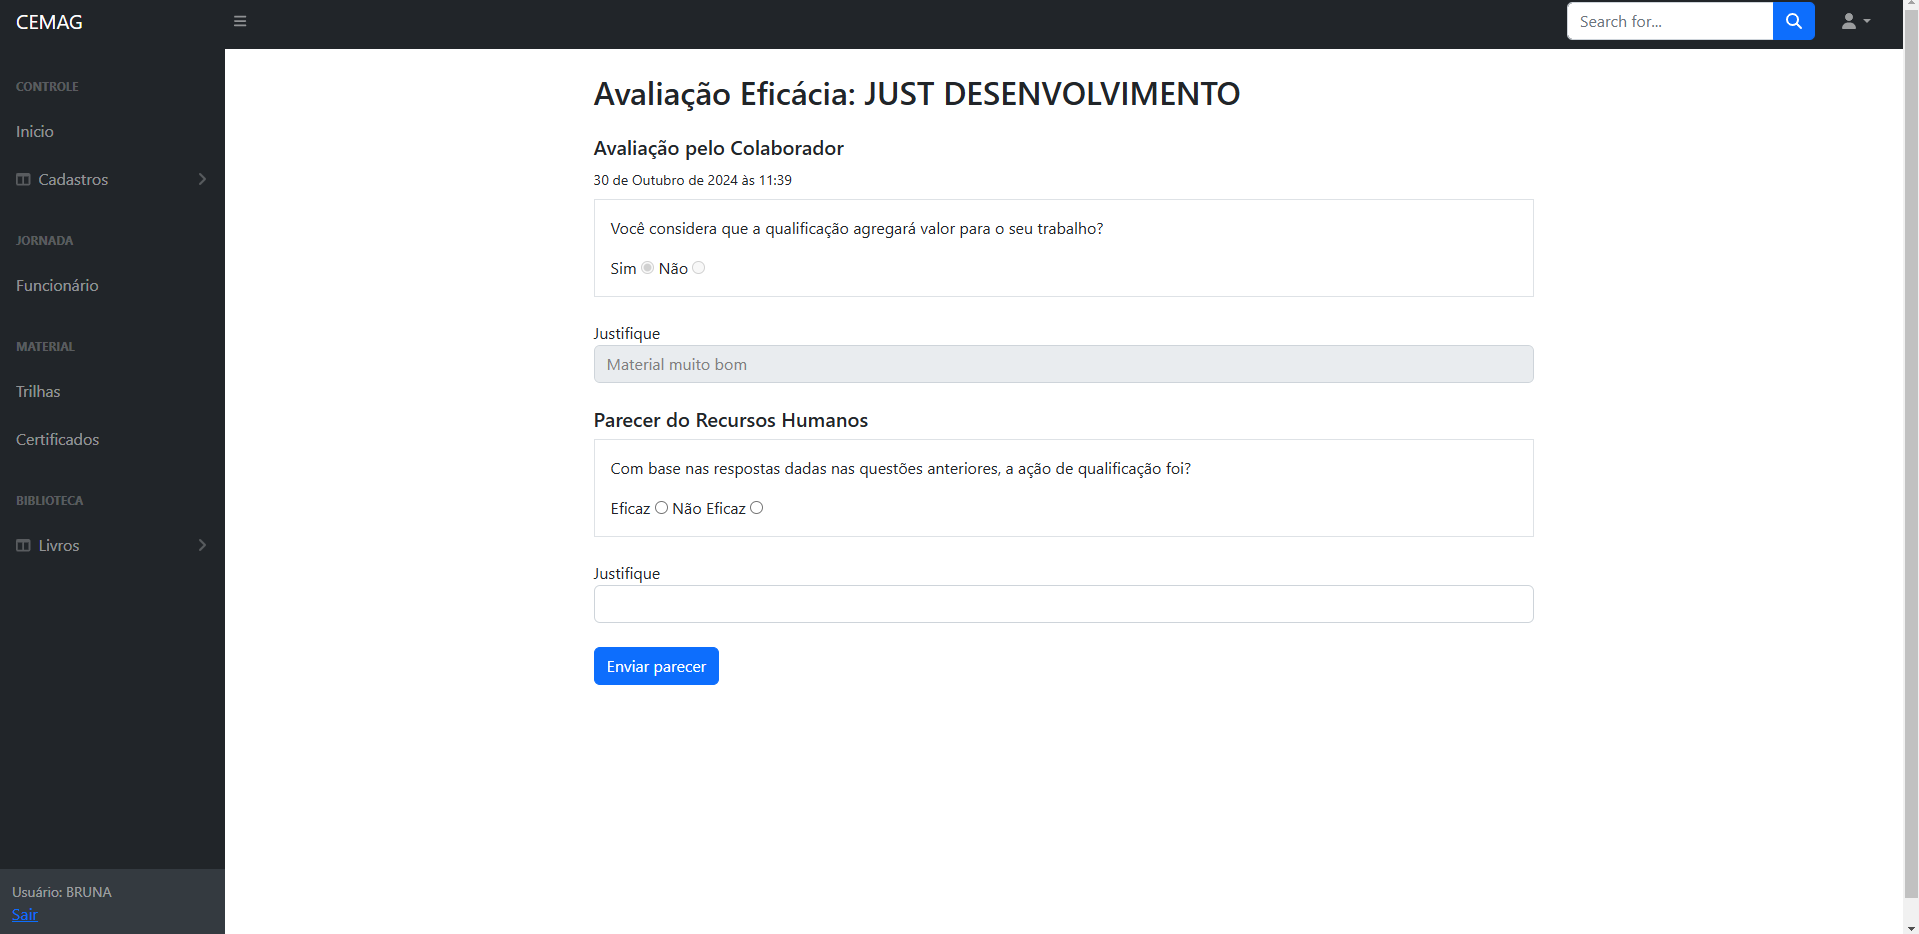 CEMAG
Search for...
CONTROLE
Inicio
Cadastros
JORNADA
Funcionário
MATERIAL
Trilhas
Certificados
BIBLIOTECA
Livros
Usuário: BRUNA
Sair
Avaliação Eficácia: JUST DESENVOLVIMENTO
Avaliação pelo Colaborador
30 de Outubro de 2024 às 11:39
Você considera que a qualificação agregará valor para o seu trabalho?
Sim Não
Justifique
Material muito bom
Parecer do Recursos Humanos
Com base nas respostas dadas nas questões anteriores, a ação de qualificação foi?
Eficaz Não Eficaz
Justifique
Enviar parecer